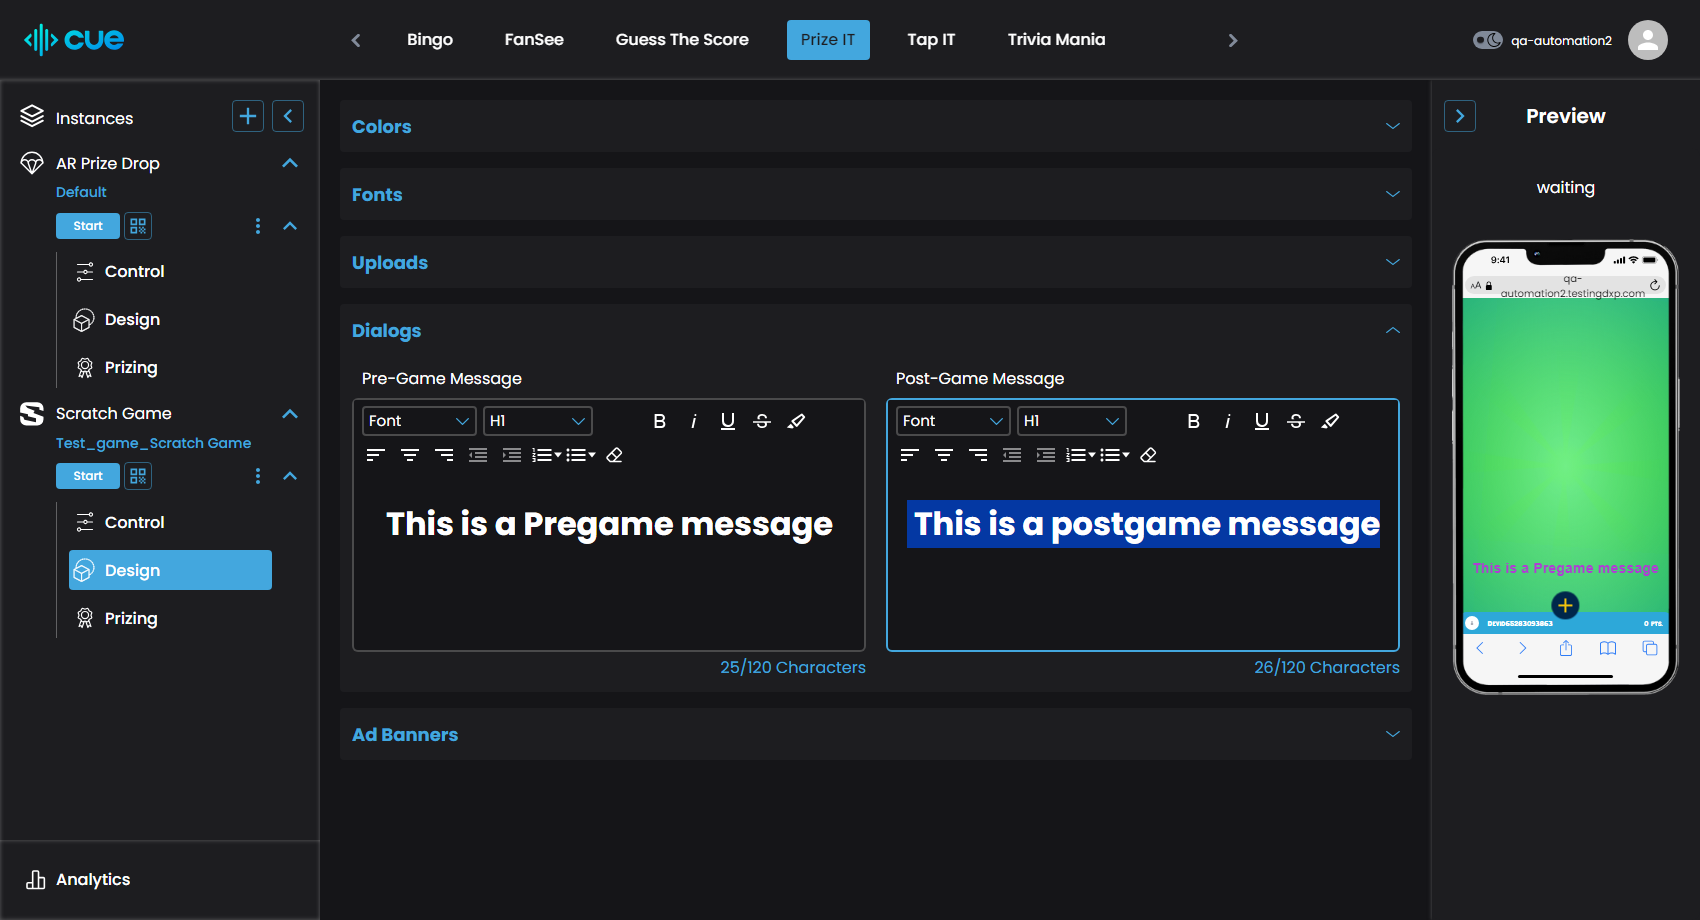 cue
Bingo
FanSee
Guess The Score
Prize IT
Tap IT
Trivia Mania
qa-automation2
Instances
AR Prize Drop
Default
Start
Control
Design
Prizing
Scratch Game
Test_game_Scratch Game
Start
Control
Design
Prizing
Analytics
Colors
Fonts
Uploads
Dialogs
Pre-Game Message
Font
H1
B i U S
This is a Pregame message
25/120 Characters
Post-Game Message
Font
H1
B i U S
This is a postgame message
26/120 Characters
Ad Banners
Preview
waiting
9:41
AA
qa-
automation2.testingdxp.com
This is a Pregame message
0 PTS.